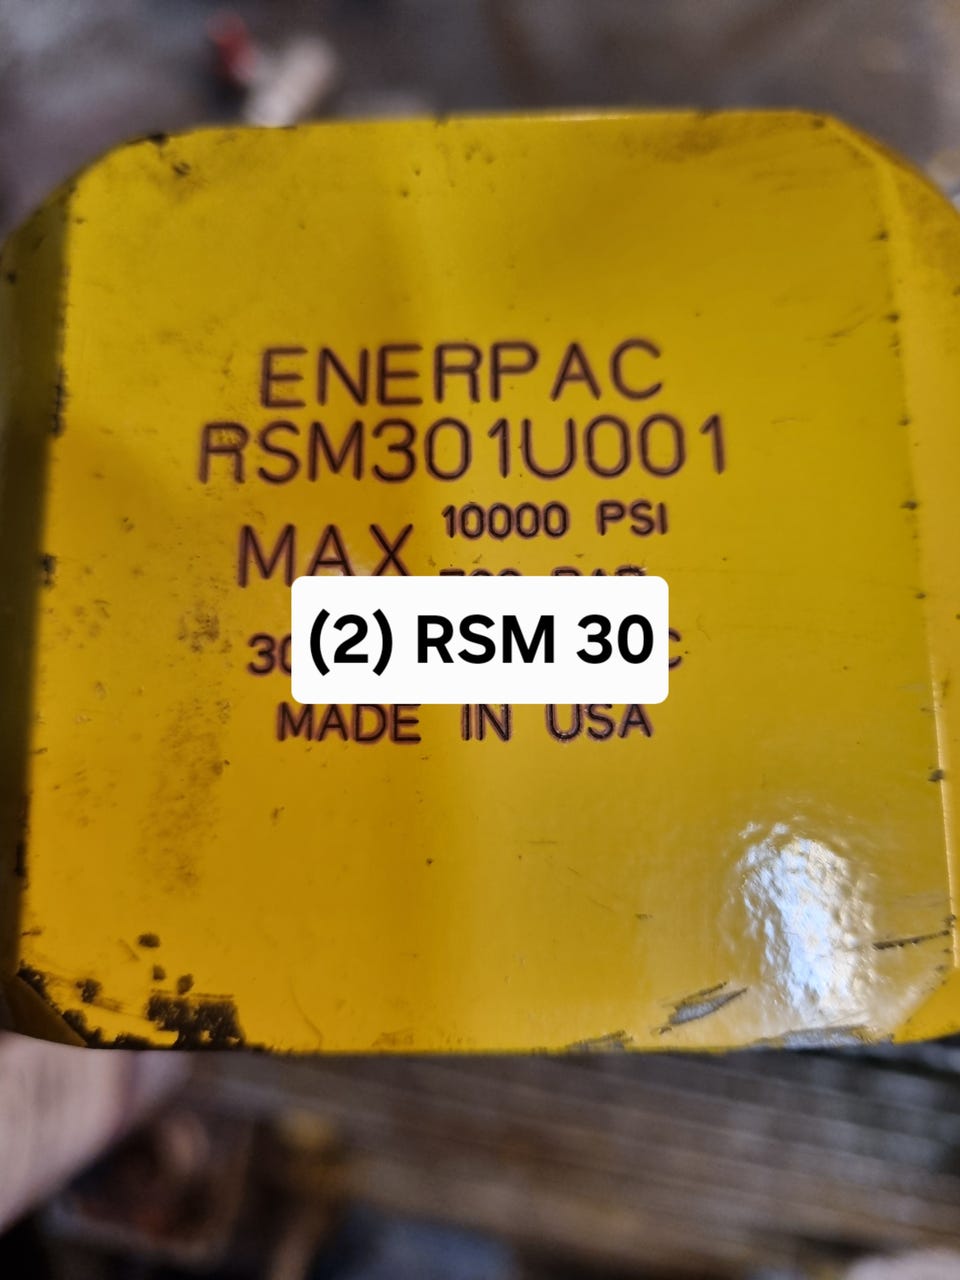 ENERPAC
RSM301U001
MAX 10000 PSI
(2) RSM 30
MADE IN USA